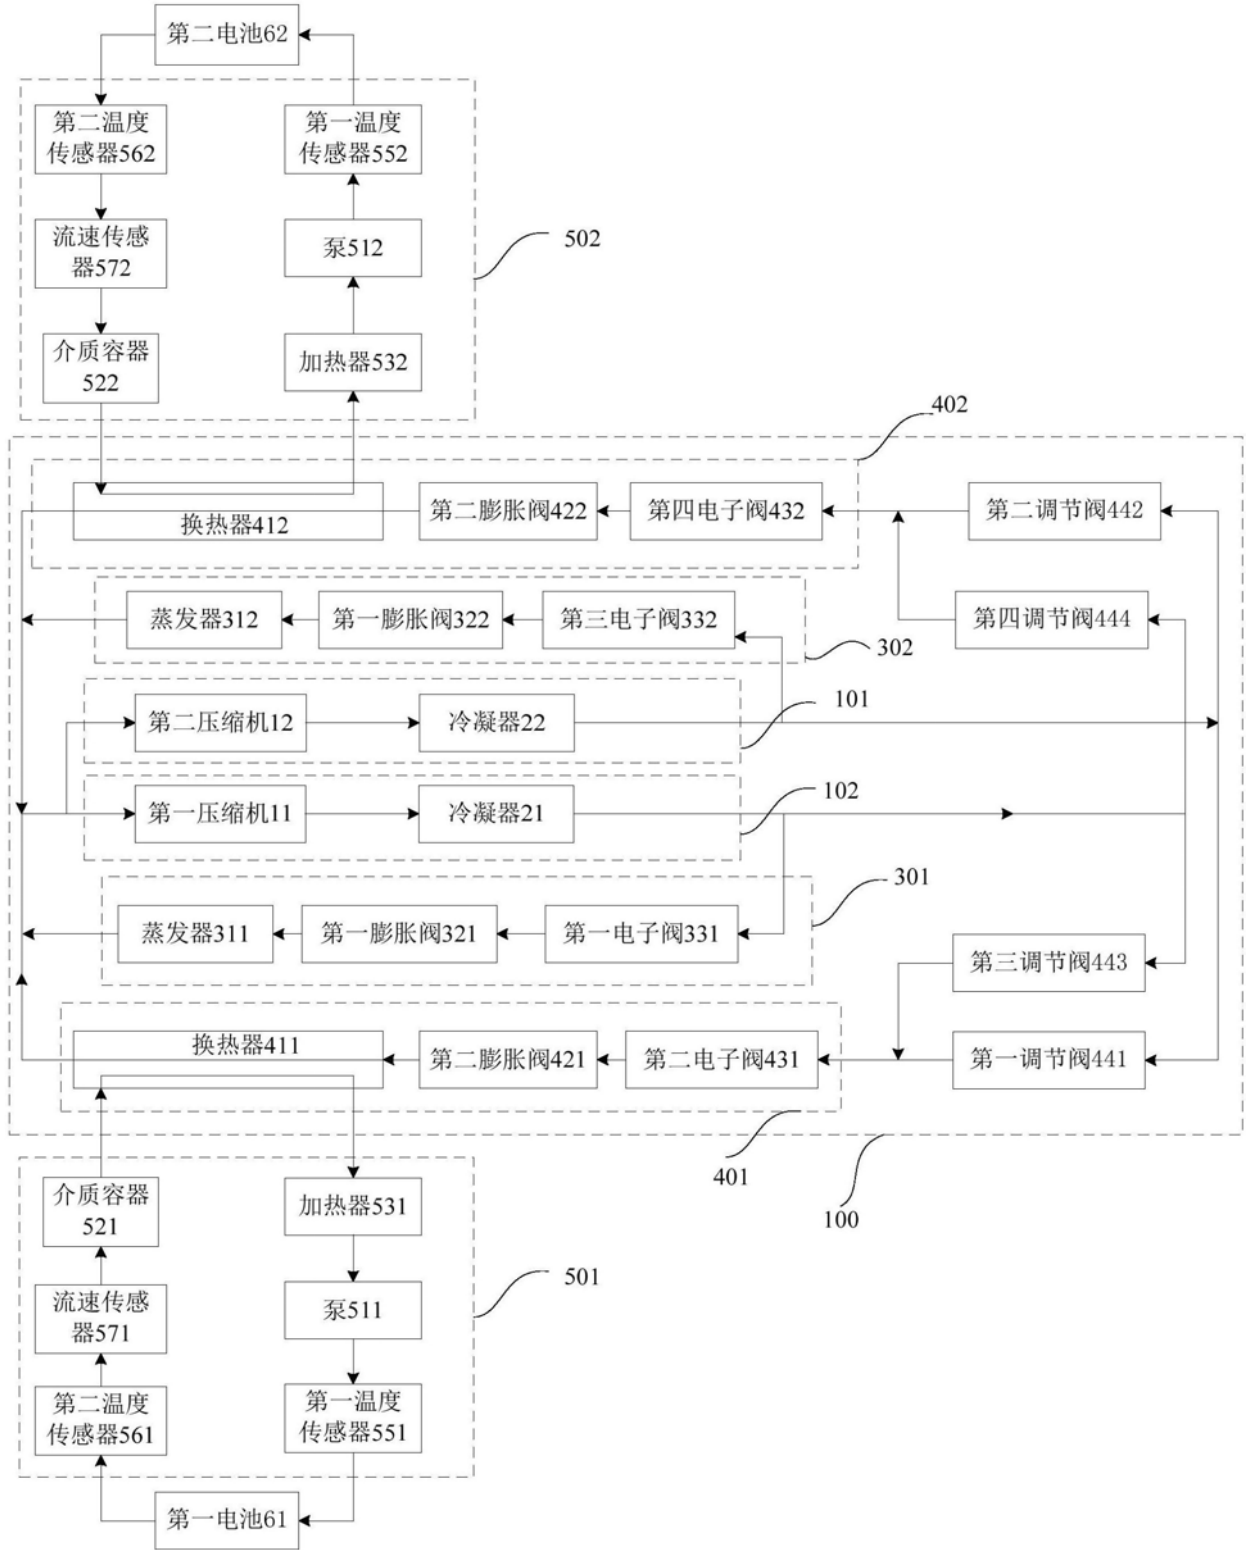 第二电池62
第二温度
传感器562
第一温度
传感器552
流速传感
器572
泵512
502
介质容器
522
加热器532
402
换热器412
第二膨胀阀422
第四电子阀432
第二调节阀442
蒸发器312
第一膨胀阀322
第三电子阀332
第四调节阀444
302
第二压缩机12
冷凝器22
101
第一压缩机11
冷凝器21
102
301
蒸发器311
第一膨胀阀321
第一电子阀331
第三调节阀443
换热器411
第二膨胀阀421
第二电子阀431
第一调节阀441
401
100
介质容器
521
加热器531
流速传感
器571
泵511
501
第二温度
传感器561
第一温度
传感器551
第一电池61